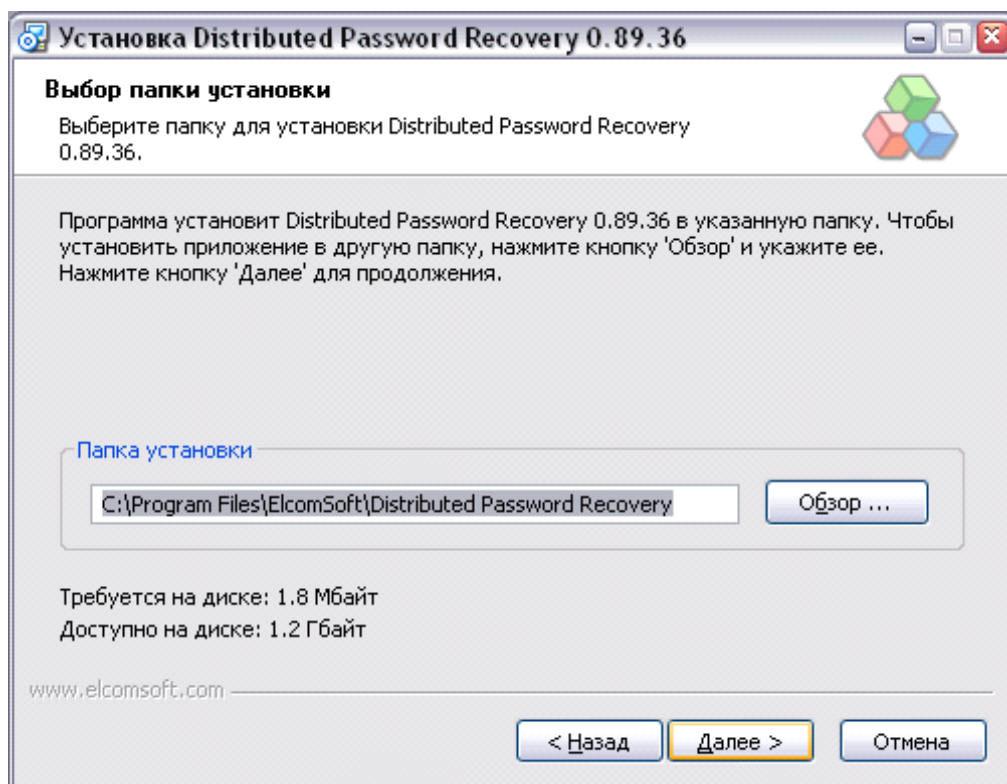 Установка Distributed Password Recovery 0.89.36
Выбор папки установки
Выберите папку для установки Distributed Password Recovery
0.89.36.
Программа установит Distributed Password Recovery 0.89.36 в указанную папку. Чтобы
установить приложение в другую папку, нажмите кнопку 'Обзор' и укажите ее.
Нажмите кнопку 'Далее' для продолжения.
Папка установки
C:\Program Files\ElcomSoft\Distributed Password Recovery
Обзор ...
Требуется на диске: 1.8 Мбайт
Доступно на диске: 1.2 Гбайт
www.elcomsoft.com
< Назад
Далее >
Отмена